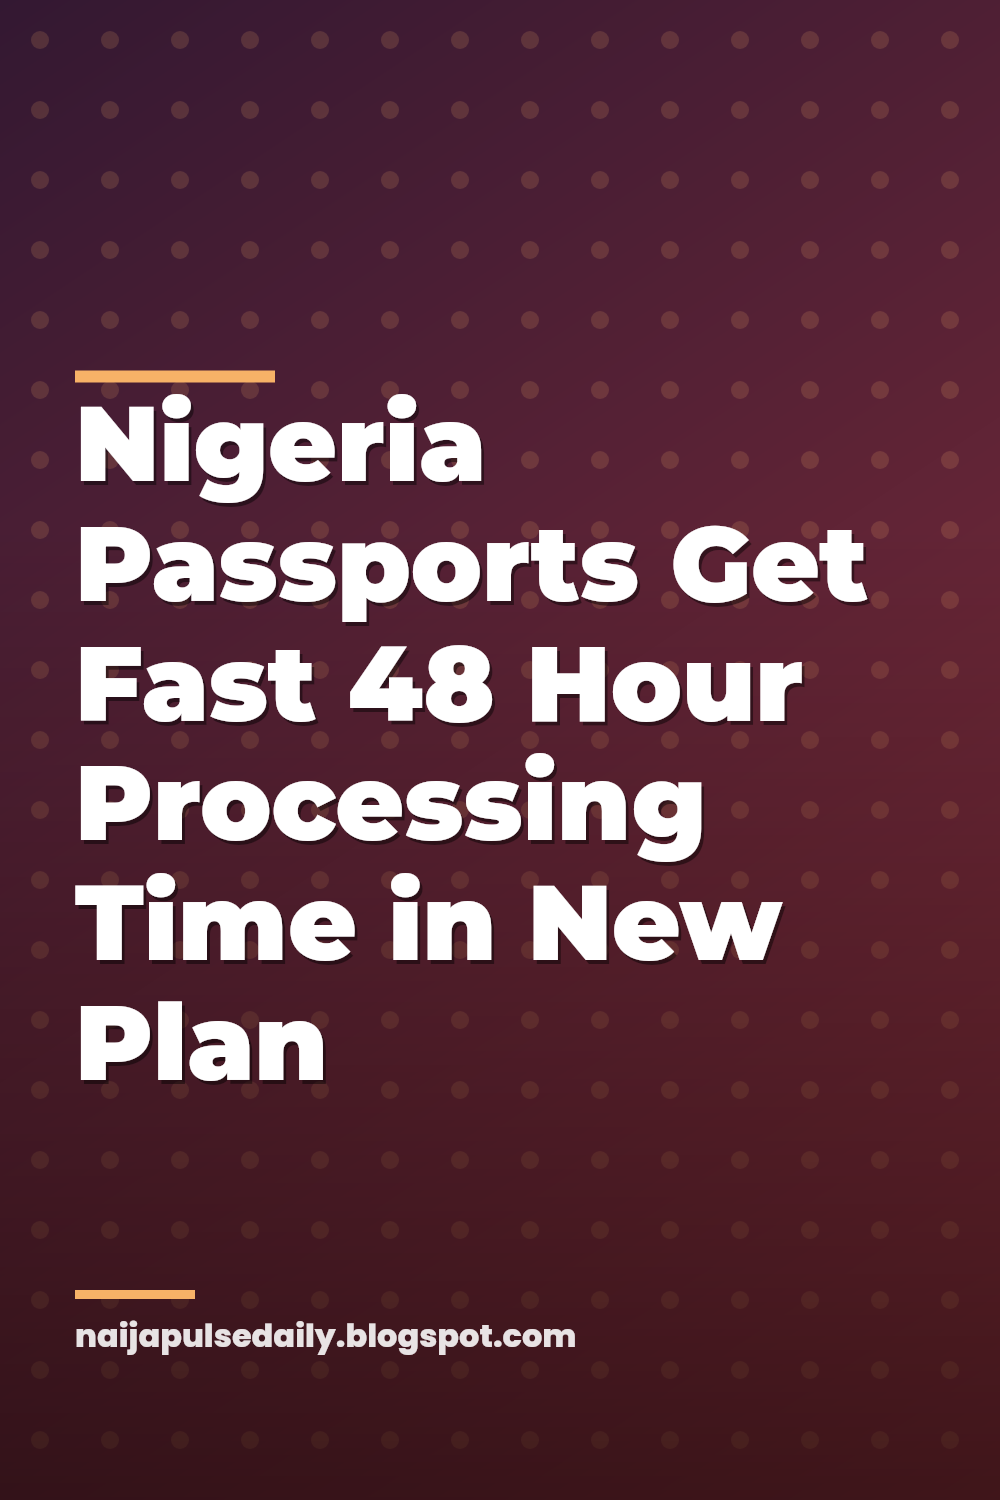 Nigeria
Passports Get
Fast 48 Hour
Processing
Time in New
Plan
naijapulsedaily.blogspot.com